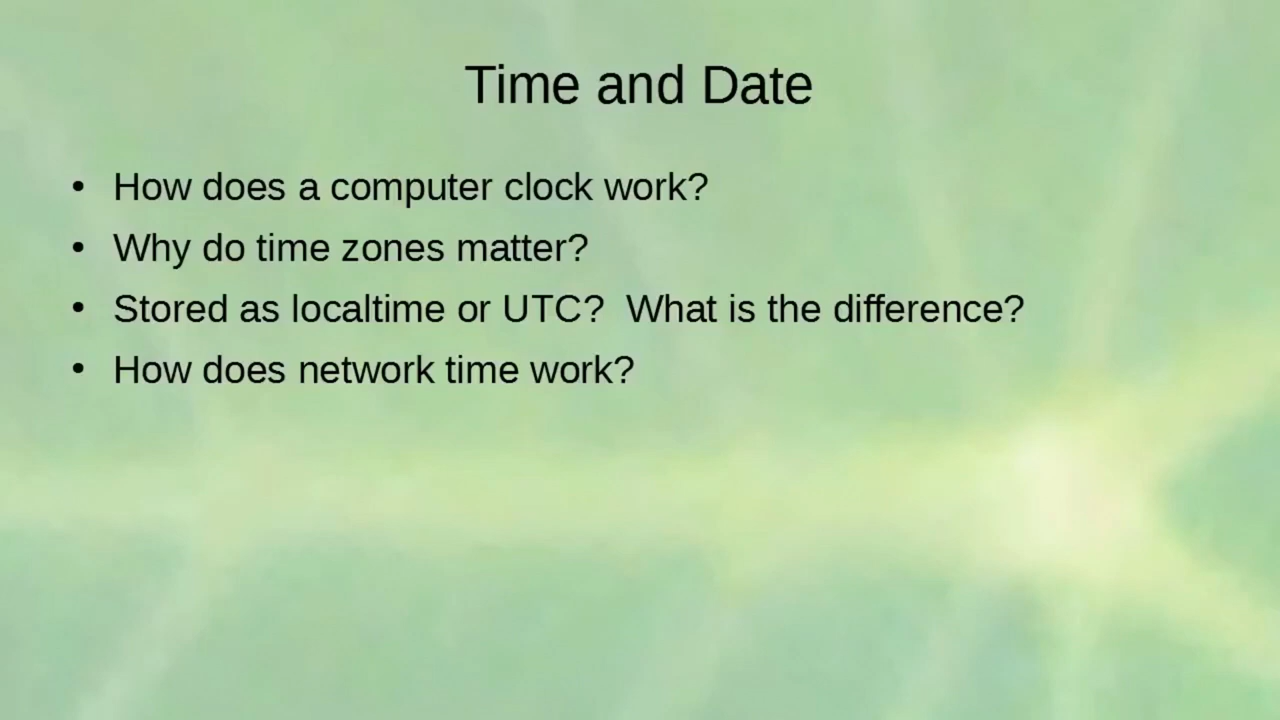 Time and Date
• How does a computer clock work?
• Why do time zones matter?
• Stored as localtime or UTC?  What is the difference?
• How does network time work?